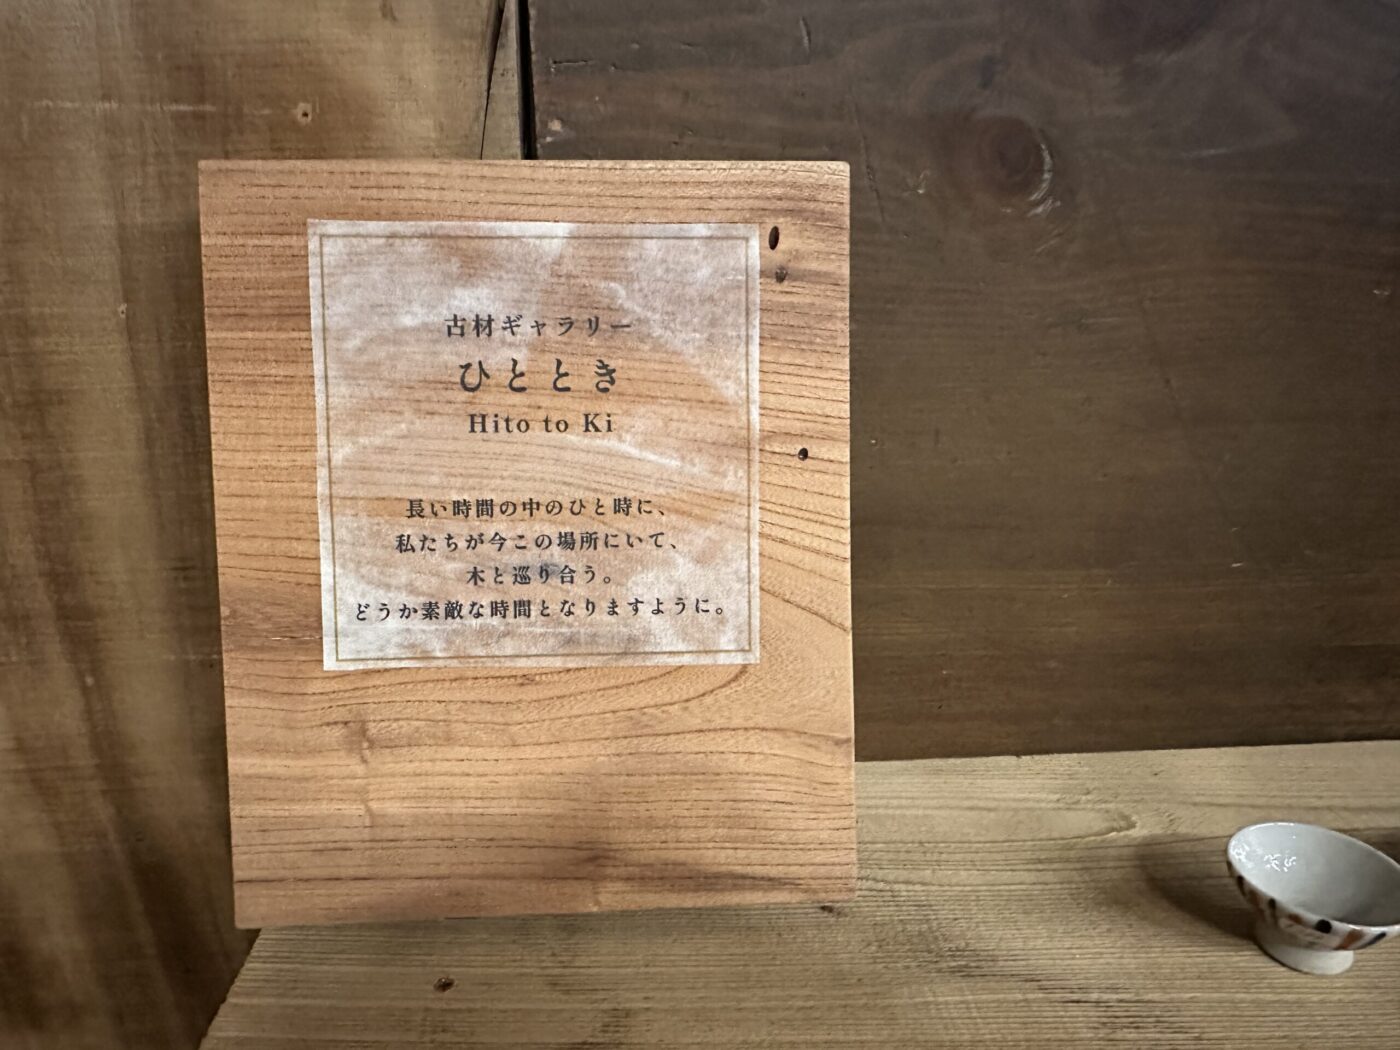 古材ギャラリー
ひととき
Hito to Ki
長い時間の中のひと時に、
私たちが今この場所にいて、
木と巡り合う。
どうか素敵な時間となりますように。